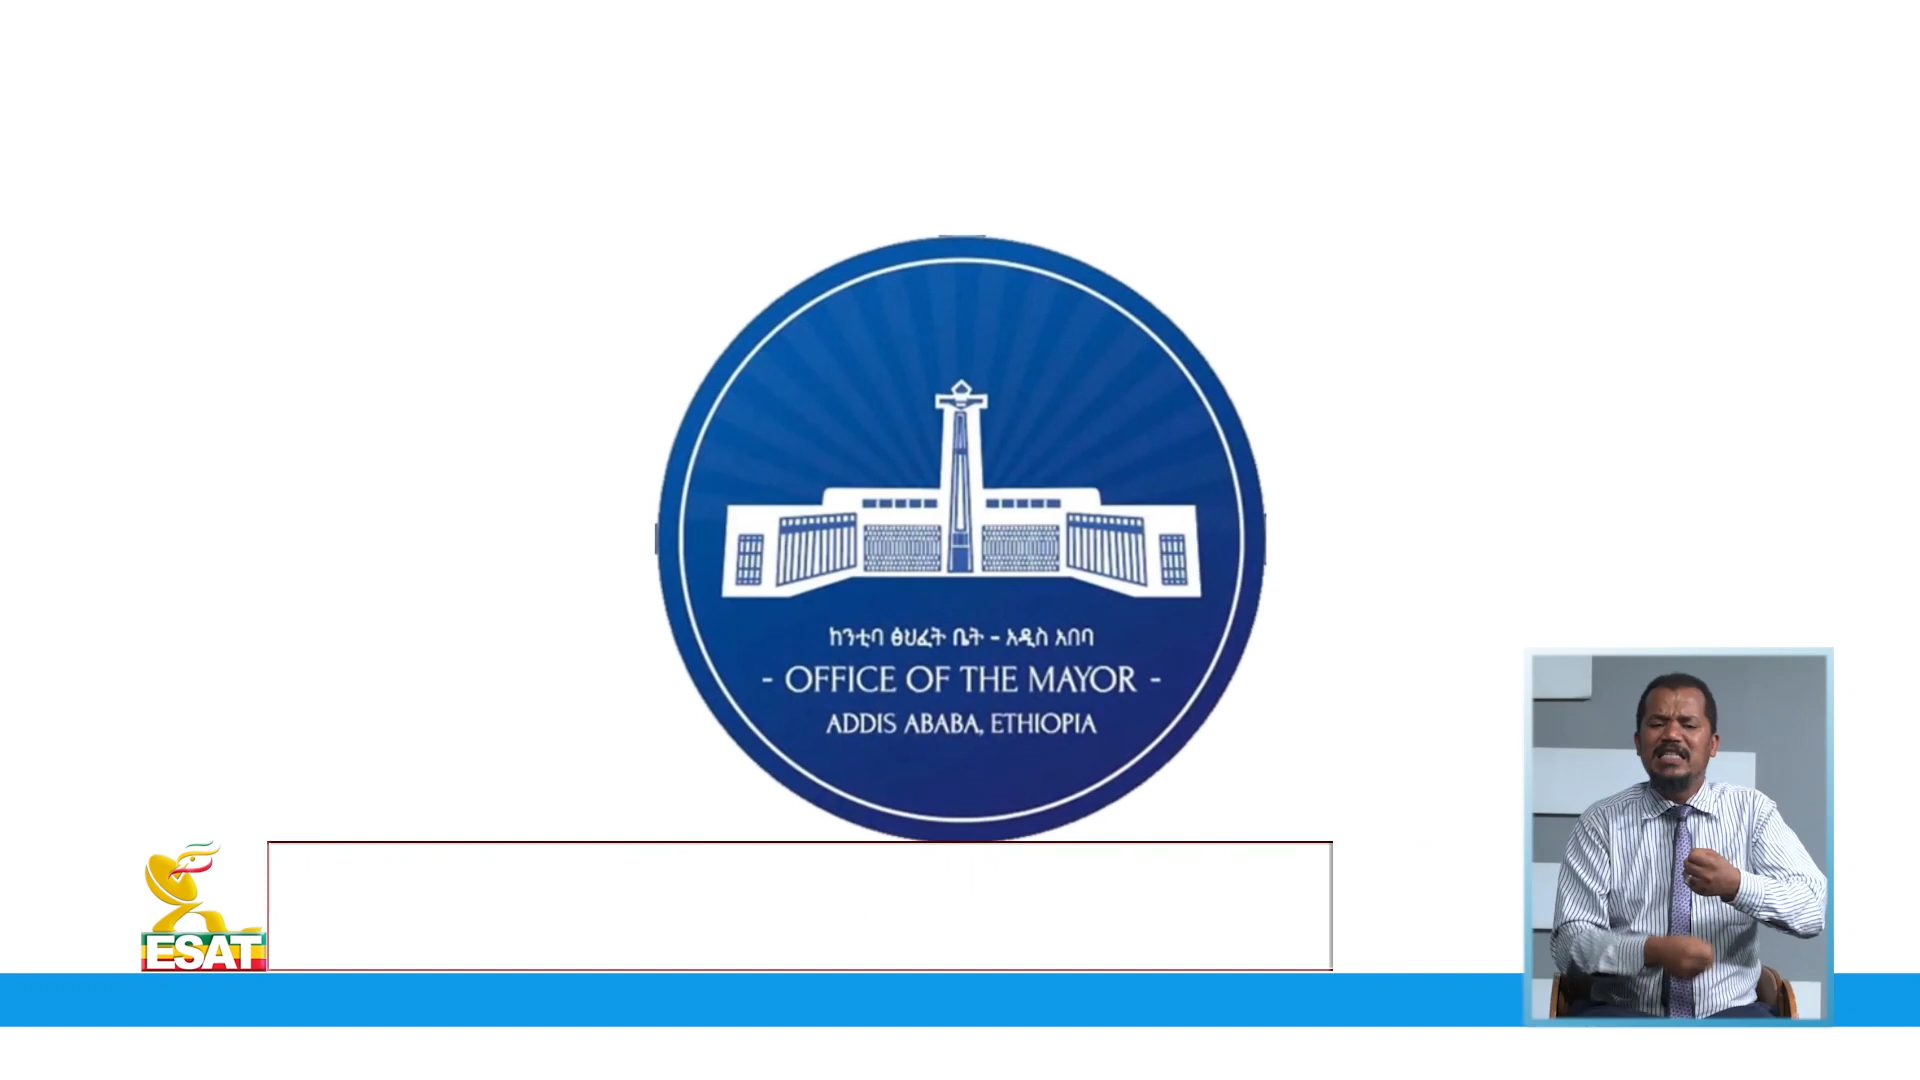 ከንቲባ ፅህፈት ቤት - አዲስ አበባ
- OFFICE OF THE MAYOR -
ADDIS ABABA, ETHIOPIA
ESAT